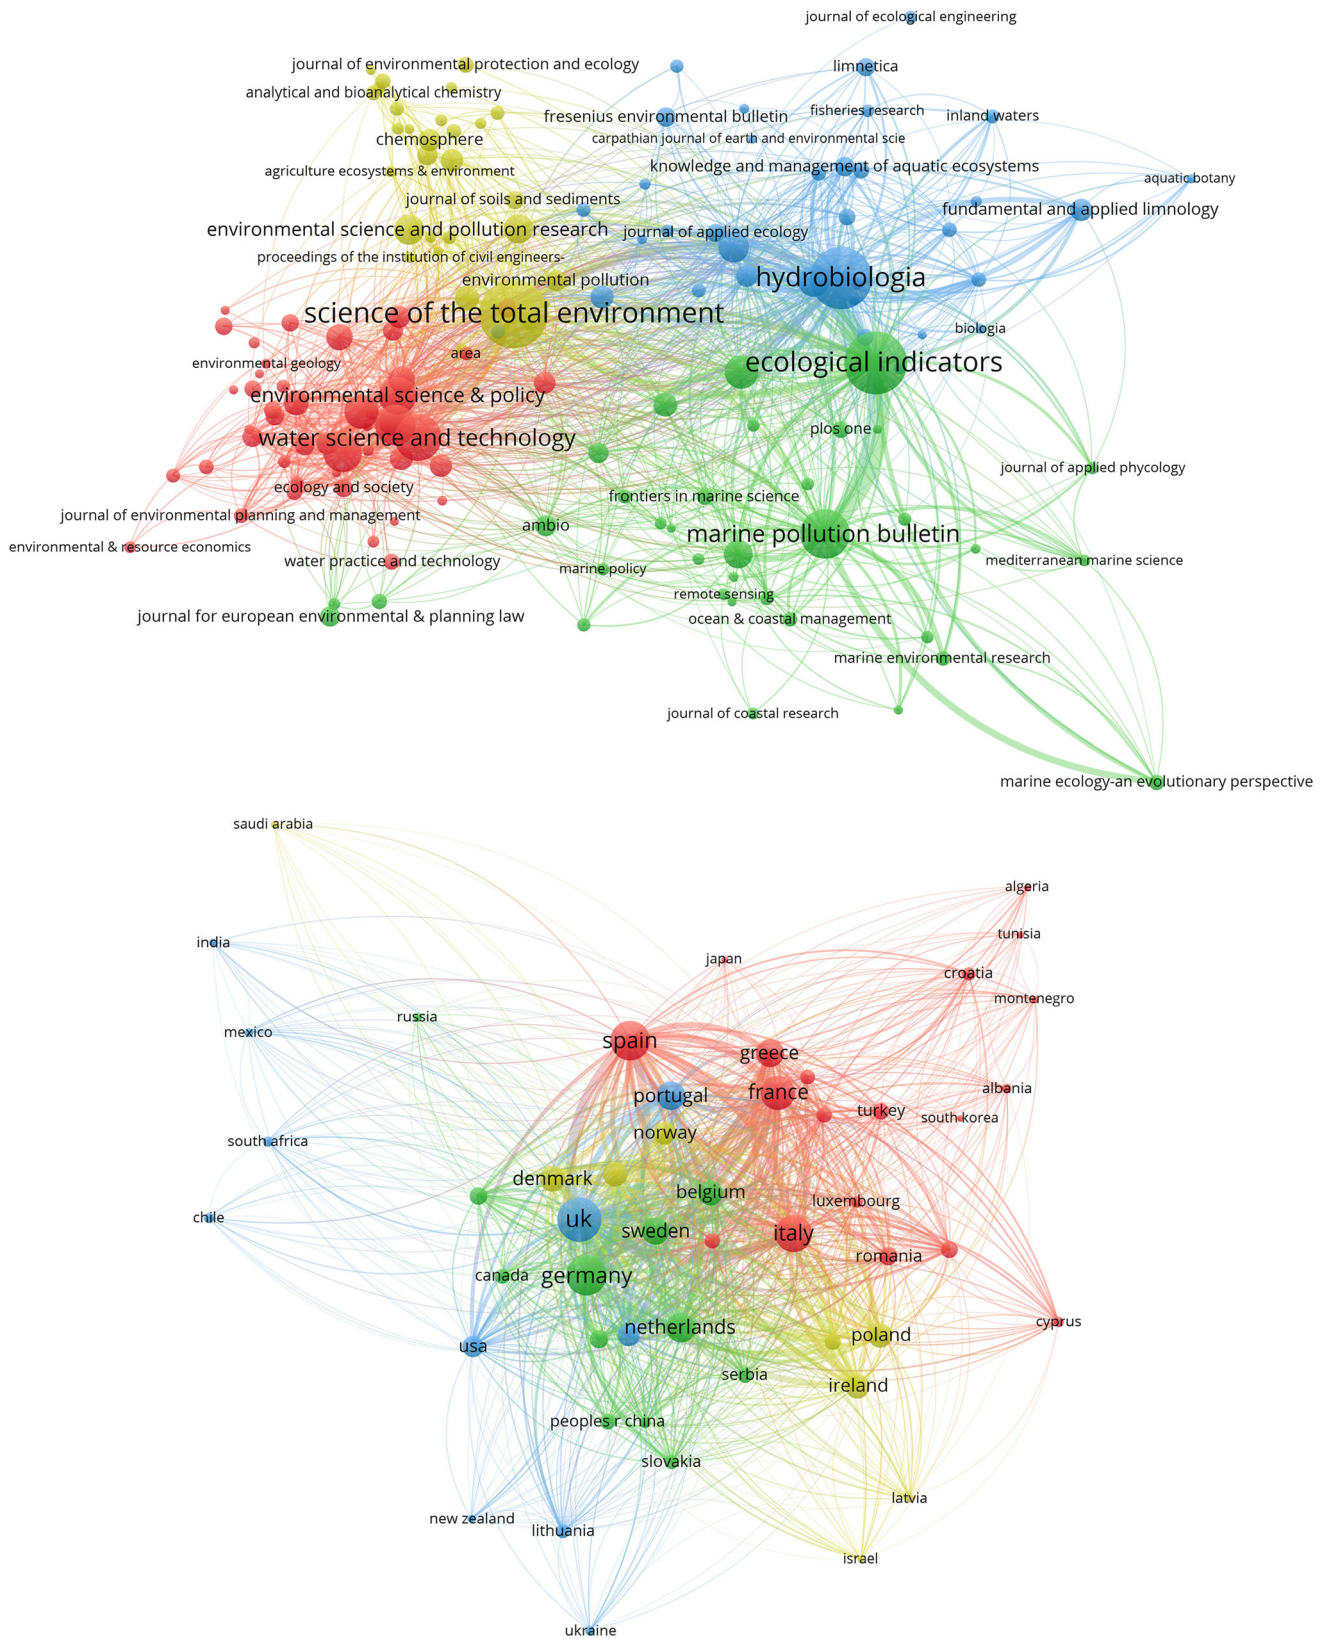 journal of ecological engineering
journal of environmental protection and ecology
limnetica
analytical and bioanalytical chemistry
fisheries research
fresenius environmental bulletin
inland waters
chemosphere
carpathian journal of earth and environmental scie
agriculture ecosystems & environment
knowledge and management of aquatic ecosystems
aquatic botany
journal of soils and sediments
fundamental and applied limnology
environmental science and pollution research
journal of applied ecology
proceedings of the institution of civil engineers-
environmental pollution
hydrobiologia
science of the total environment
biologia
area
environmental geology
ecological indicators
environmental science & policy
plos one
water science and technology
journal of applied phycology
ecology and society
frontiers in marine science
journal of environmental planning and management
ambio
marine pollution bulletin
environmental & resource economics
water practice and technology
marine policy
mediterranean marine science
remote sensing
journal for european environmental & planning law
ocean & coastal management
marine environmental research
journal of coastal research
marine ecology-an evolutionary perspective
saudi arabia
algeria
tunisia
india
japan
croatia
montenegro
russia
mexico
spain
greece
albania
portugal
france
turkey
south korea
norway
south africa
denmark
belgium
luxembourg
chile
uk
sweden
italy
romania
canada
germany
cyprus
netherlands
poland
usa
serbia
ireland
peoples r china
slovakia
latvia
new zealand
lithuania
israel
ukraine